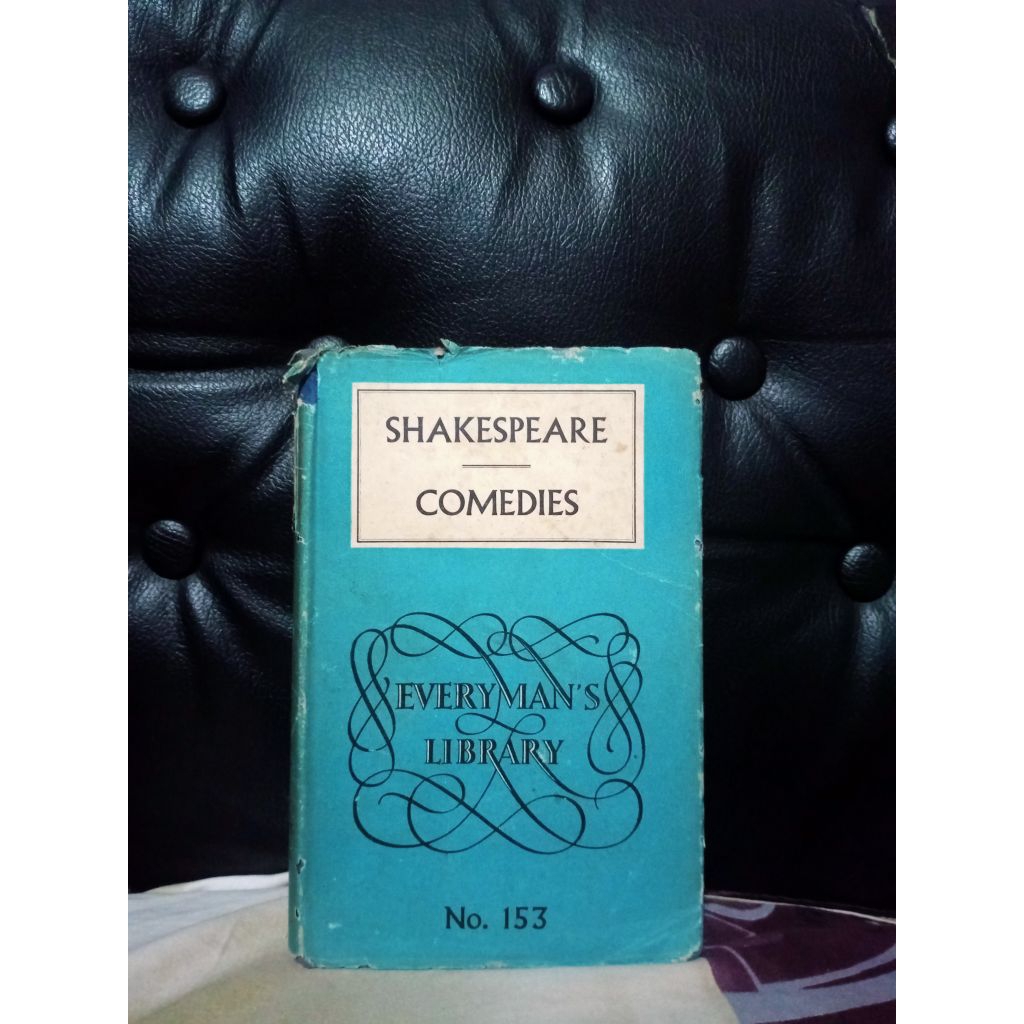 SHAKESPEARE
COMEDIES
EVERYMAN'S
LIBRARY
No. 153